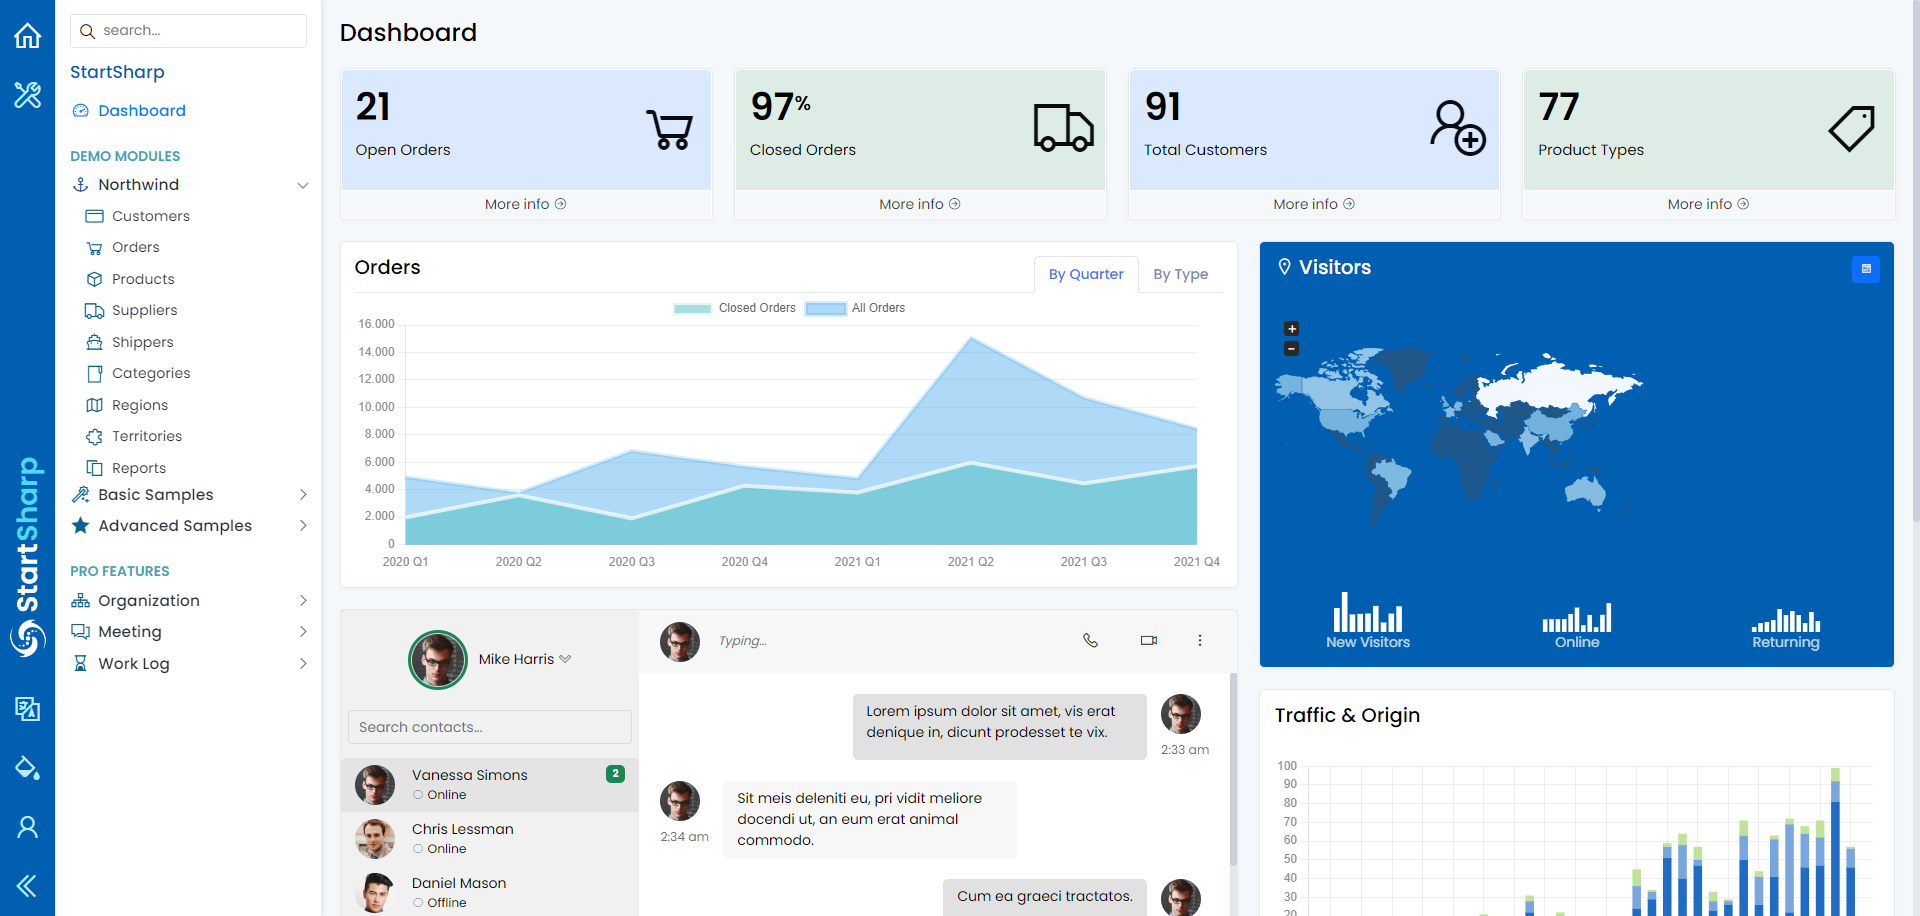 search...
StartSharp
Dashboard
DEMO MODULES
Northwind
Customers
Orders
Products
Suppliers
Shippers
Categories
Regions
Territories
Reports
Basic Samples
Advanced Samples
PRO FEATURES
Organization
Meeting
Work Log
StartSharp
Dashboard
21
Open Orders
More info
97%
Closed Orders
More info
91
Total Customers
More info
77
Product Types
More info
Orders
By Quarter
By Type
Closed Orders
All Orders
16.000
14.000
12.000
10.000
8.000
6.000
4.000
2.000
0
2020 Q1
2020 Q2
2020 Q3
2020 Q4
2021 Q1
2021 Q2
2021 Q3
2021 Q4
Visitors
+
−
New Visitors
Online
Returning
Mike Harris
Search contacts...
Vanessa Simons
2
Online
Chris Lessman
Online
Daniel Mason
Offline
Typing...
Lorem ipsum dolor sit amet, vis erat
denique in, dicunt prodesset te vix.
2:33 am
Sit meis deleniti eu, pri vidit meliore
docendi ut, an eum erat animal
commodo.
2:34 am
Cum ea graeci tractatos.
Traffic & Origin
100
90
80
70
60
50
40
30
20